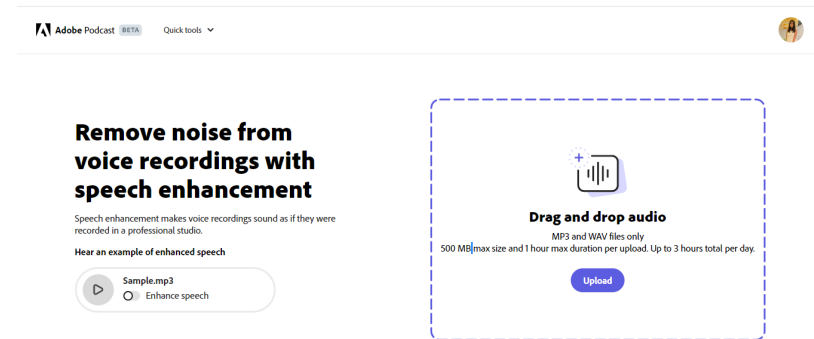 Adobe Podcast BETA Quick tools
Remove noise from
voice recordings with
speech enhancement
Speech enhancement makes voice recordings sound as if they were
recorded in a professional studio.
Hear an example of enhanced speech
Sample.mp3
Enhance speech
Drag and drop audio
MP3 and WAV files only
500 MB max size and 1 hour max duration per upload. Up to 3 hours total per day.
Upload